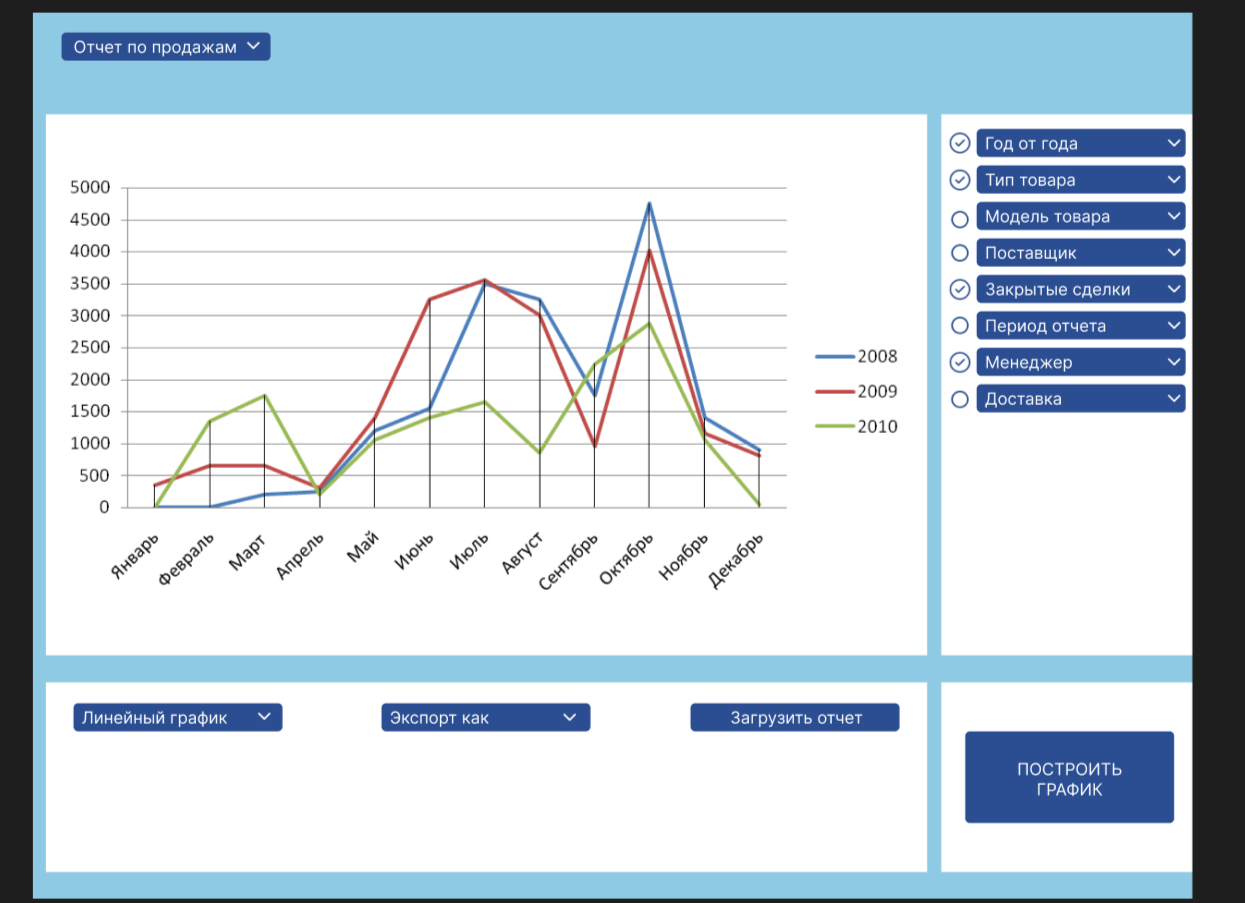 Отчет по продажам
5000
4500
4000
3500
3000
2500
2000
1500
1000
500
0
Январь
Февраль
Март
Апрель
Май
Июнь
Июль
Август
Сентябрь
Октябрь
Ноябрь
Декабрь
2008
2009
2010
Год от года
Тип товара
Модель товара
Поставщик
Закрытые сделки
Период отчета
Менеджер
Доставка
Линейный график
Экспорт как
Загрузить отчет
ПОСТРОИТЬ
ГРАФИК